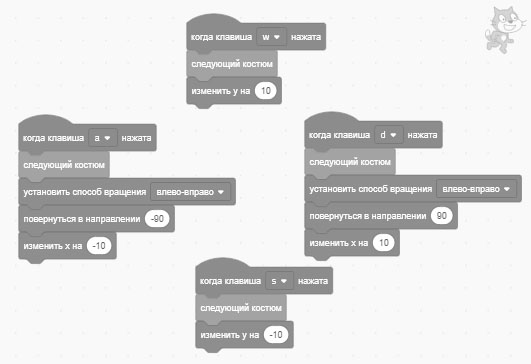 когда клавиша w нажата
следующий костюм
изменить y на 10
когда клавиша a нажата
следующий костюм
установить способ вращения влево-вправо
повернуться в направлении -90
изменить x на -10
когда клавиша d нажата
следующий костюм
установить способ вращения влево-вправо
повернуться в направлении 90
изменить x на 10
когда клавиша s нажата
следующий костюм
изменить y на -10